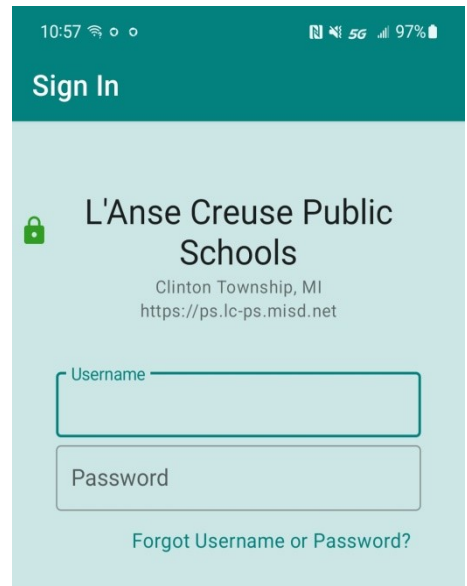 10:57 5G 97%
Sign In
L'Anse Creuse Public
Schools
Clinton Township, MI
https://ps.lc-ps.misd.net
Username
Password
Forgot Username or Password?